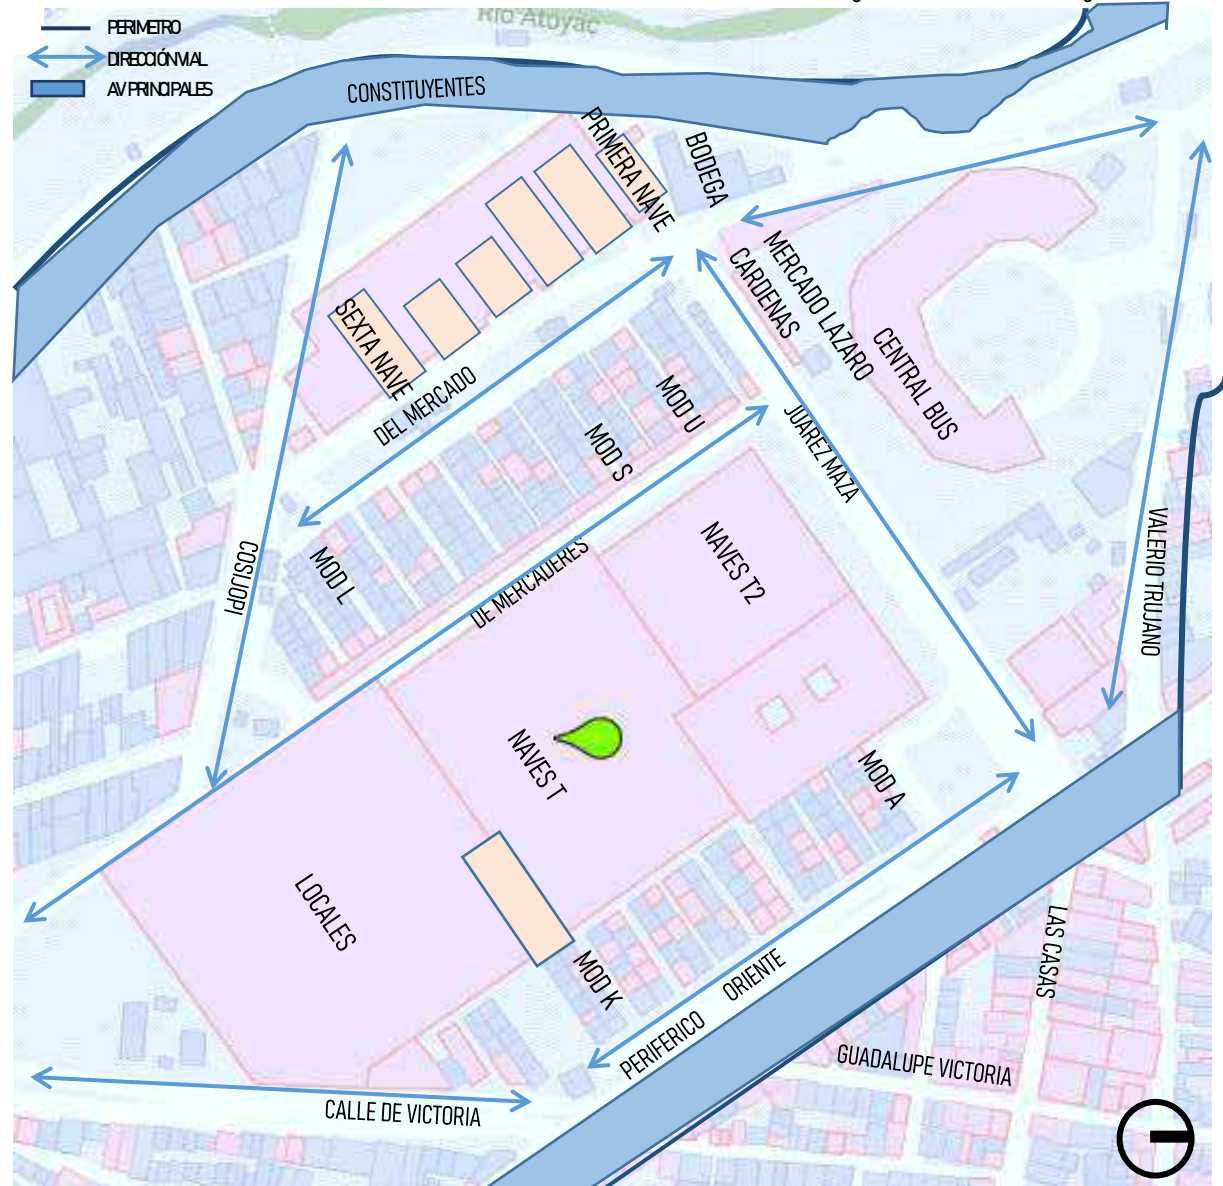 Río Atoyac
PERIMETRO
DIRECCIÓN VIAL
AV PRINCIPALES
CONSTITUYENTES
PRIMERA NAVE
BODEGA
MERCADO LAZARO
CARDENAS
CENTRAL BUS
SEXTA NAVE
DEL MERCADO
MOD U
MOD S
MOD L
JUAREZ MAZA
COSIJOPI
DE MERCADERES
NAVES T2
VALERIO TRUJANO
NAVES T
MOD A
LOCALES
MOD K
LAS CASAS
PERIFERICO ORIENTE
GUADALUPE VICTORIA
CALLE DE VICTORIA